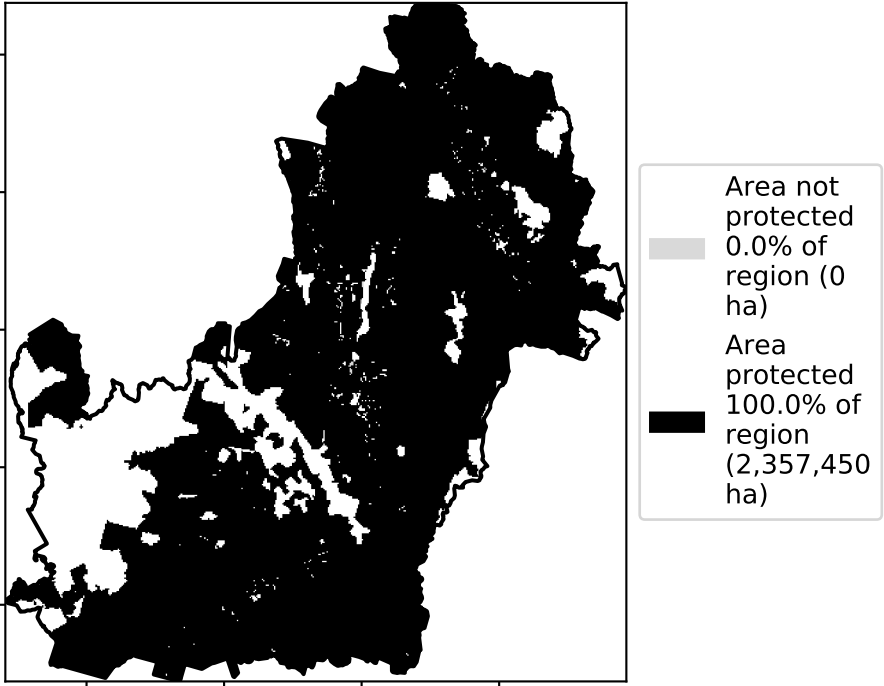 Area not
protected
0.0% of
region (0
ha)
Area
protected
100.0% of
region
(2,357,450
ha)